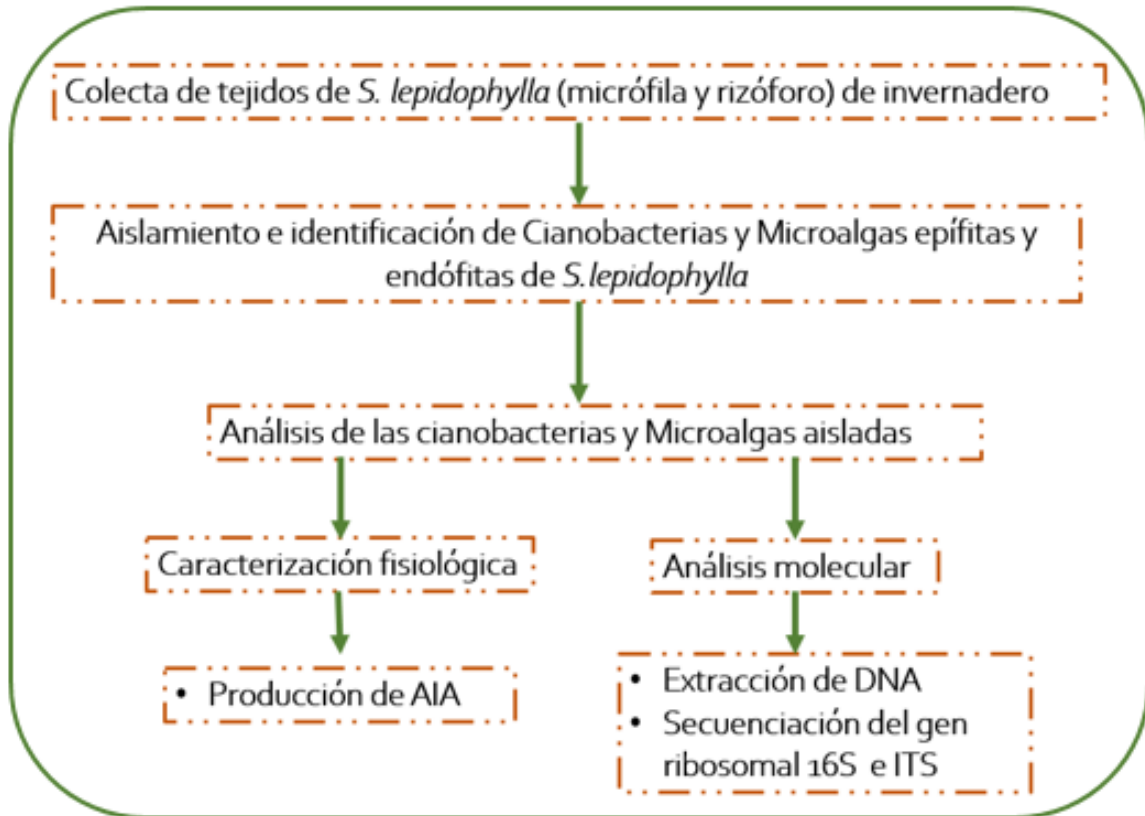 Colecta de tejidos de S. lepidophylla (micrófila y rizóforo) de invernadero
Aislamiento e identificación de Cianobacterias y Microalgas epífitas y
endófitas de S.lepidophylla
Análisis de las cianobacterias y Microalgas aisladas
Caracterización fisiológica
Análisis molecular
• Producción de AIA
• Extracción de DNA
• Secuenciación del gen
ribosomal 16S e ITS